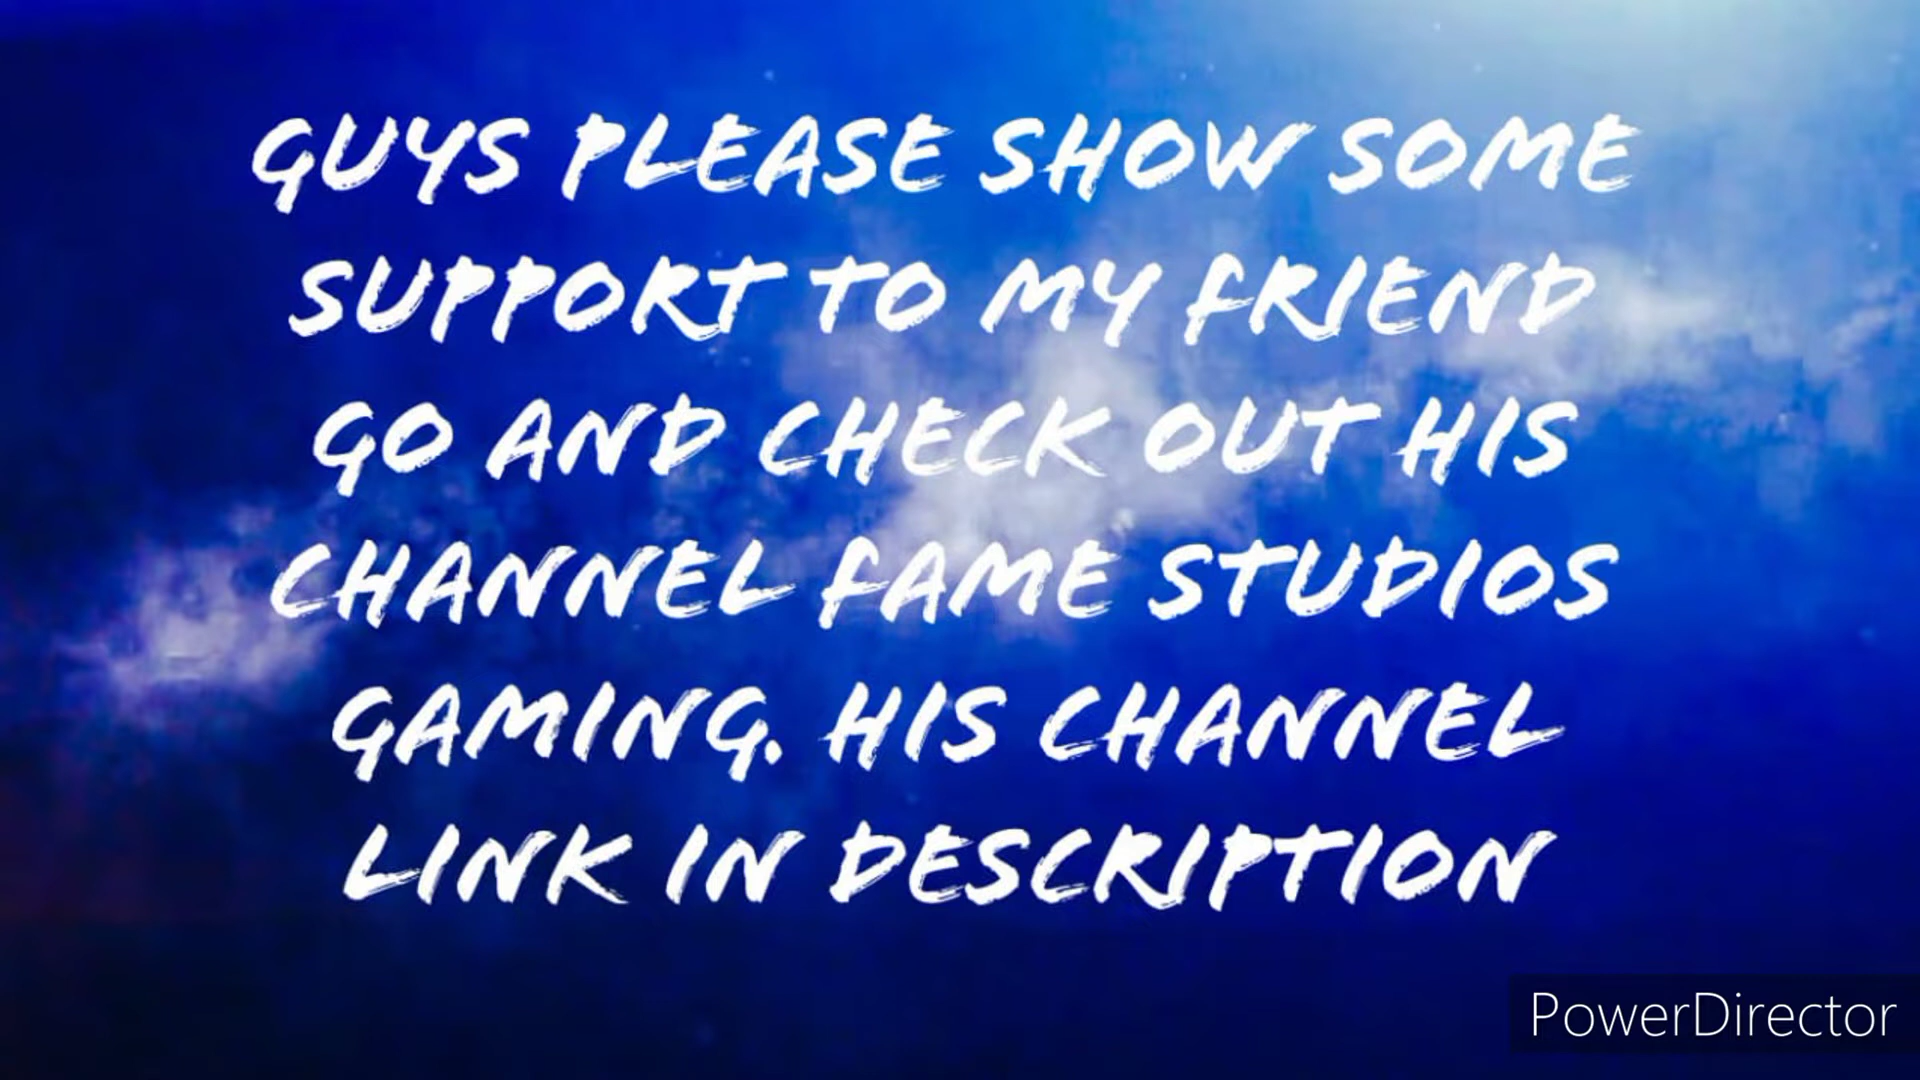 GUYS PLEASE SHOW SOME
SUPPORT TO MY FRIEND
GO AND CHECK OUT HIS
CHANNEL FAME STUDIOS
GAMING. HIS CHANNEL
LINK IN DESCRIPTION
PowerDirector